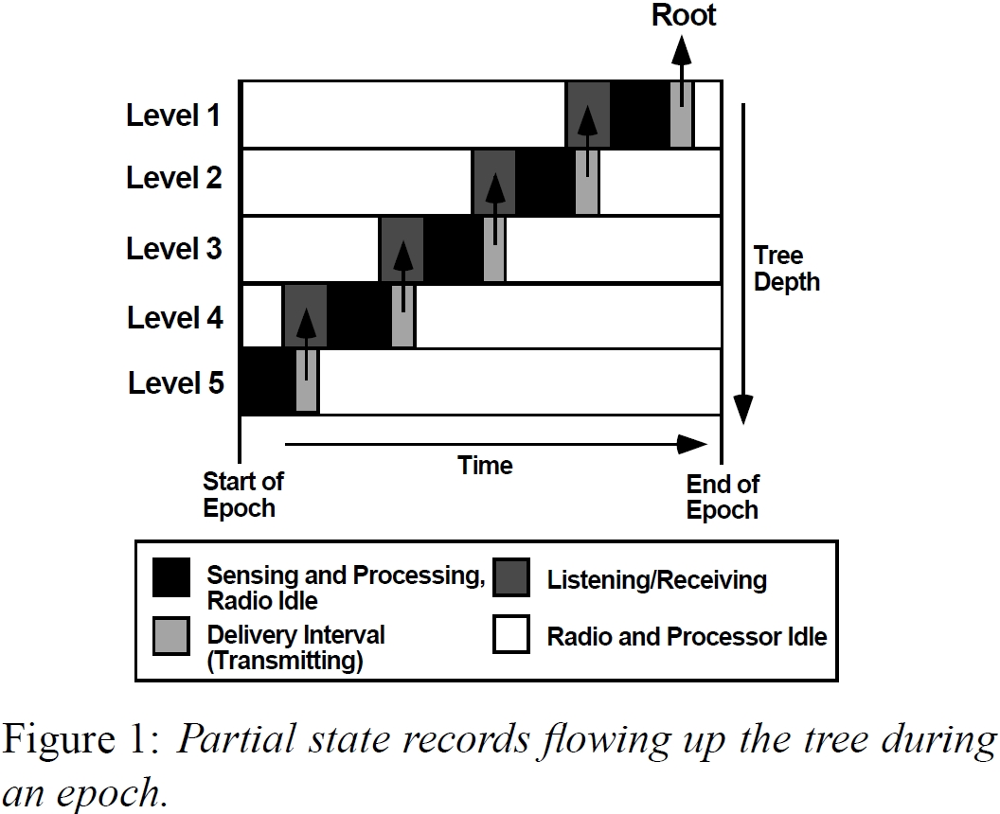 Root
Level 1
Level 2
Level 3
Level 4
Level 5
Tree
Depth
Time
Start of
Epoch
End of
Epoch
Sensing and Processing,
Radio Idle
Listening/Receiving
Delivery Interval
(Transmitting)
Radio and Processor Idle
Figure 1: Partial state records flowing up the tree during
an epoch.